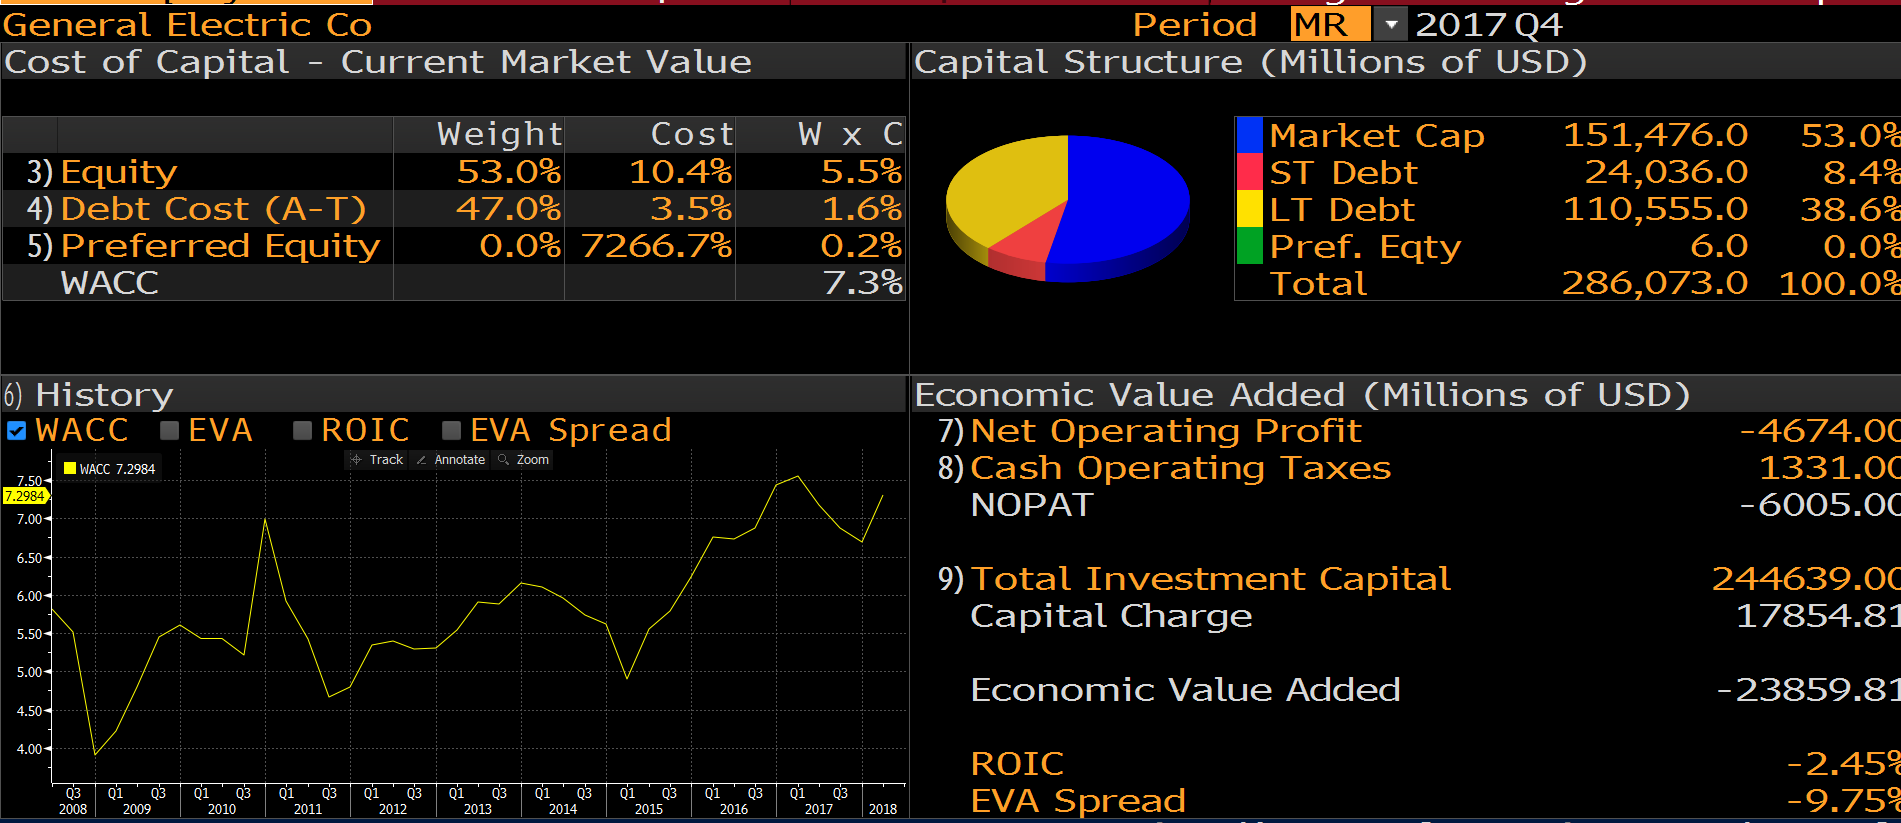 General Electric Co Period MR 2017 Q4
Cost of Capital - Current Market Value
Weight Cost W x C
3) Equity 53.0% 10.4% 5.5%
4) Debt Cost (A-T) 47.0% 3.5% 1.6%
5) Preferred Equity 0.0% 7266.7% 0.2%
WACC 7.3%
Capital Structure (Millions of USD)
Market Cap 151,476.0 53.0%
ST Debt 24,036.0 8.4%
LT Debt 110,555.0 38.6%
Pref. Eqty 6.0 0.0%
Total 286,073.0 100.0%
6) History
WACC EVA ROIC EVA Spread
Track Annotate Zoom
WACC 7.2984
7.50
7.2984
7.00
6.50
6.00
5.50
5.00
4.50
4.00
Q3 Q1 Q3 Q1 Q3 Q1 Q3 Q1 Q3 Q1 Q3 Q1 Q3 Q1 Q3 Q1 Q3 Q1 Q3
2008 2009 2010 2011 2012 2013 2014 2015 2016 2017 2018
Economic Value Added (Millions of USD)
7) Net Operating Profit -4674.00
8) Cash Operating Taxes 1331.00
NOPAT -6005.00
9) Total Investment Capital 244639.00
Capital Charge 17854.81
Economic Value Added -23859.81
ROIC -2.45%
EVA Spread -9.75%